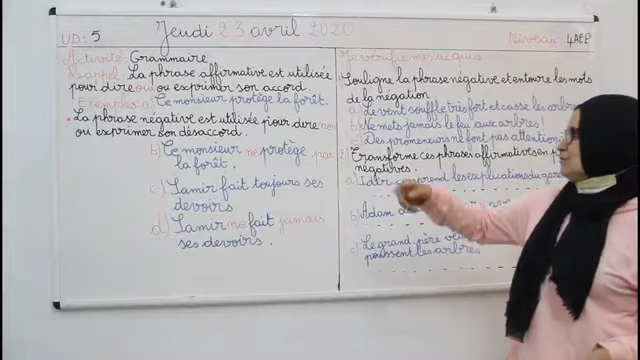 Jeudi 23 avril 2020
UD: 5
Niveau: 4AEP
Activité: Grammaire
Rappel: La phrase affirmative est utilisée
pour dire oui ou exprimer son accord
Exemples: a) Ce monsieur protège la forêt.
• La phrase négative est utilisée pour dire non
ou exprimer son désaccord.
b) Ce monsieur ne protège pas
la forêt.
c) Samir fait toujours ses
devoirs
d) Samir ne fait jamais
ses devoirs.
Je vérifie mes acquis
Souligne la phrase négative et entoure les mots
de la négation.
a) Le vent souffle très fort et casse les arbres
b) Ne mets jamais le feu aux arbres!
c) Des promeneurs ne font pas attention
2) Transforme ces phrases affirmatives en
négatives.
a) Idir comprend les explications du
b) Adam a
c) Le grand père
poussent les arbres